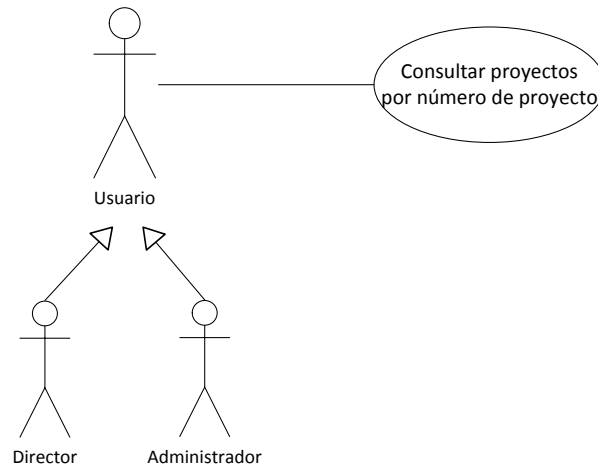 Consultar proyectos
por número de proyecto
Usuario
Director
Administrador